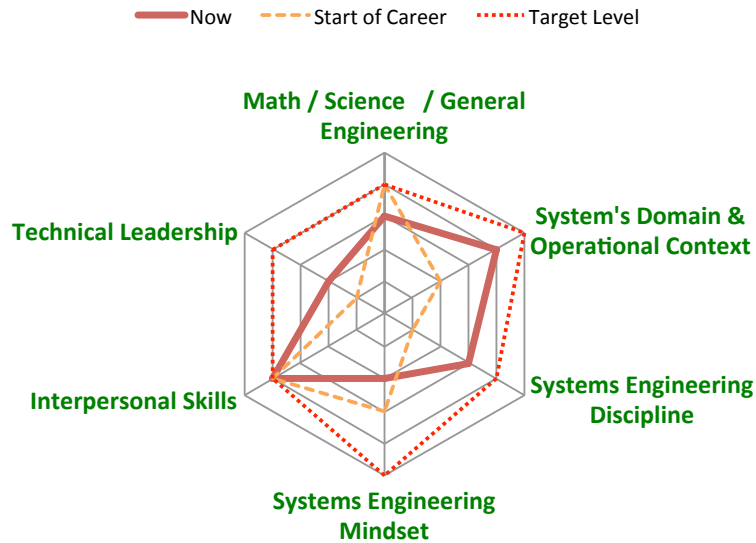 Now Start of Career Target Level
Math / Science / General
Engineering
System's Domain &
Operational Context
Technical Leadership
Interpersonal Skills
Systems Engineering
Discipline
Systems Engineering
Mindset